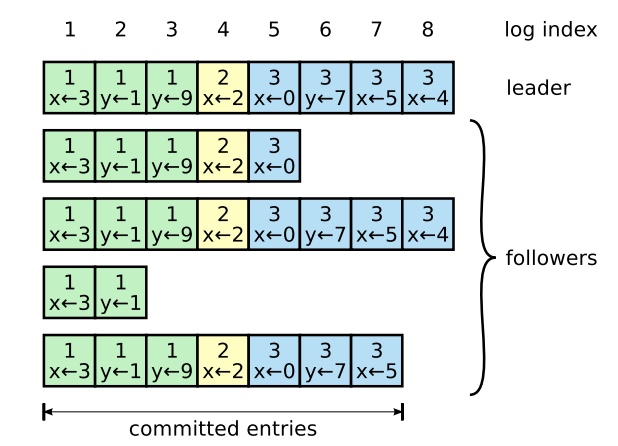 1 2 3 4 5 6 7 8 log index
1 1 1 2 3 3 3 3
x←3 y←1 y←9 x←2 x←0 y←7 x←5 x←4
leader
1 1 1 2 3
x←3 y←1 y←9 x←2 x←0
1 1 1 2 3 3 3 3
x←3 y←1 y←9 x←2 x←0 y←7 x←5 x←4
followers
1 1
x←3 y←1
1 1 1 2 3 3 3
x←3 y←1 y←9 x←2 x←0 y←7 x←5
committed entries